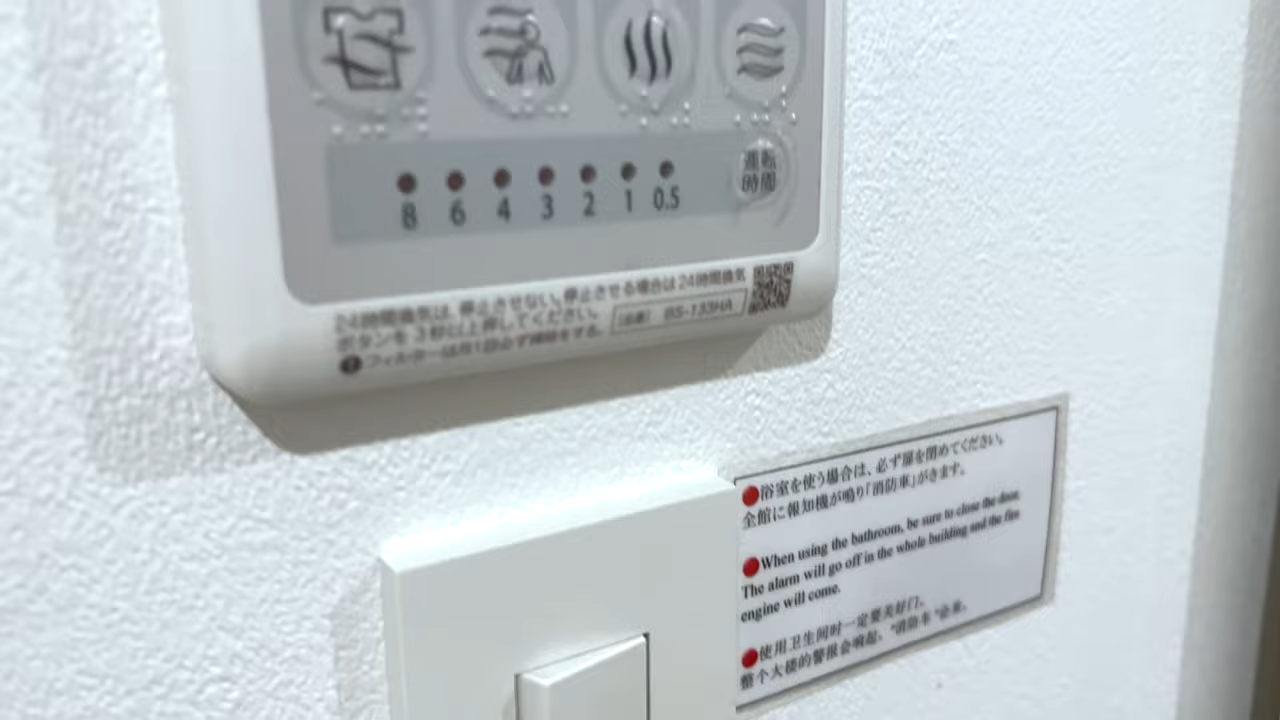 8 6 4 3 2 1 0.5
運転
時間
24時間換気は、停止させない。停止させる場合は24時間換気
ボタンを3秒以上押してください。
BS-133HA
フィルターは月1回必ず掃除をする。
浴室を使う場合は、必ず扉を閉めてください。
全館に報知機が鳴り「消防車」がきます。
When using the bathroom, be sure to close the door.
The alarm will go off in the whole building and the fire
engine will come.
使用卫生间时一定要关好门。
整个大楼的警报会响起、"消防车"会来。